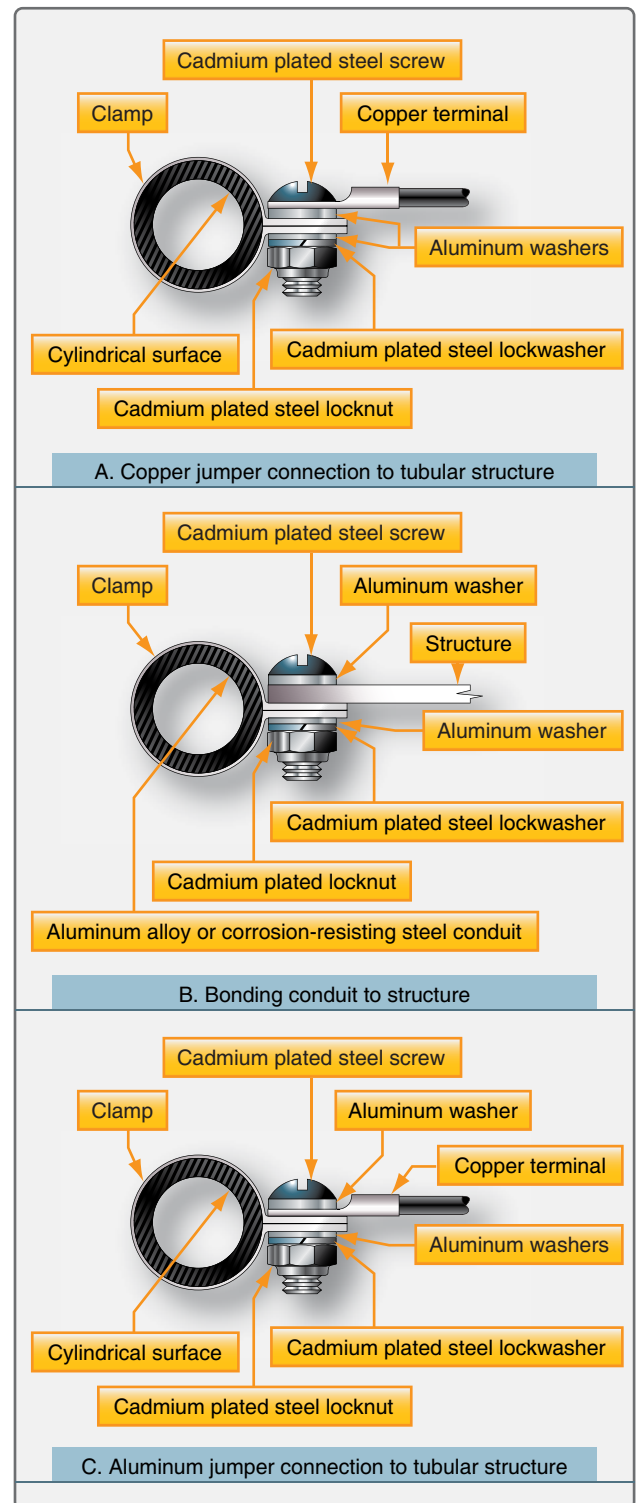 Cadmium plated steel screw
Clamp
Copper terminal
Aluminum washers
Cylindrical surface
Cadmium plated steel lockwasher
Cadmium plated steel locknut
A. Copper jumper connection to tubular structure
Cadmium plated steel screw
Clamp
Aluminum washer
Structure
Aluminum washer
Cadmium plated steel lockwasher
Cadmium plated locknut
Aluminum alloy or corrosion-resisting steel conduit
B. Bonding conduit to structure
Cadmium plated steel screw
Clamp
Aluminum washer
Copper terminal
Aluminum washers
Cylindrical surface
Cadmium plated steel lockwasher
Cadmium plated steel locknut
C. Aluminum jumper connection to tubular structure